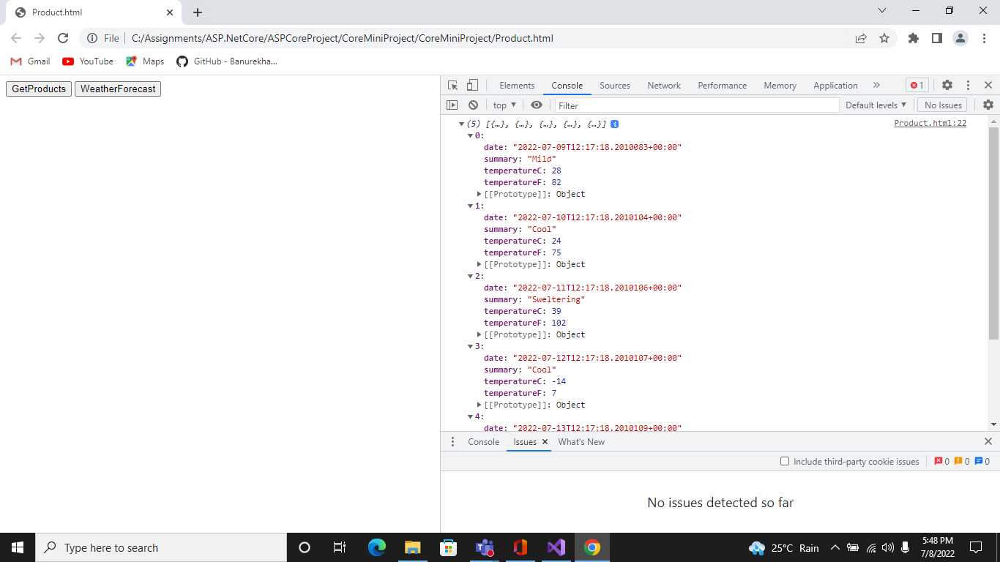 Product.html
File C:/Assignments/ASP.NetCore/ASPCoreProject/CoreMiniProject/CoreMiniProject/Product.html
Gmail YouTube Maps GitHub - Banurekha...
GetProducts WeatherForecast
Elements Console Sources Network Performance Memory Application » 1
top Filter Default levels No Issues
(5) [{…}, {…}, {…}, {…}, {…}] i Product.html:22
0:
date: "2022-07-09T12:17:18.2010083+00:00"
summary: "Mild"
temperatureC: 28
temperatureF: 82
[[Prototype]]: Object
1:
date: "2022-07-10T12:17:18.2010104+00:00"
summary: "Cool"
temperatureC: 24
temperatureF: 75
[[Prototype]]: Object
2:
date: "2022-07-11T12:17:18.2010106+00:00"
summary: "Sweltering"
temperatureC: 39
temperatureF: 102
[[Prototype]]: Object
3:
date: "2022-07-12T12:17:18.2010107+00:00"
summary: "Cool"
temperatureC: -14
temperatureF: 7
[[Prototype]]: Object
4:
date: "2022-07-13T12:17:18.2010109+00:00"
Console Issues What's New
Include third-party cookie issues 0 0 0
No issues detected so far
Type here to search 25°C Rain 5:48 PM
7/8/2022